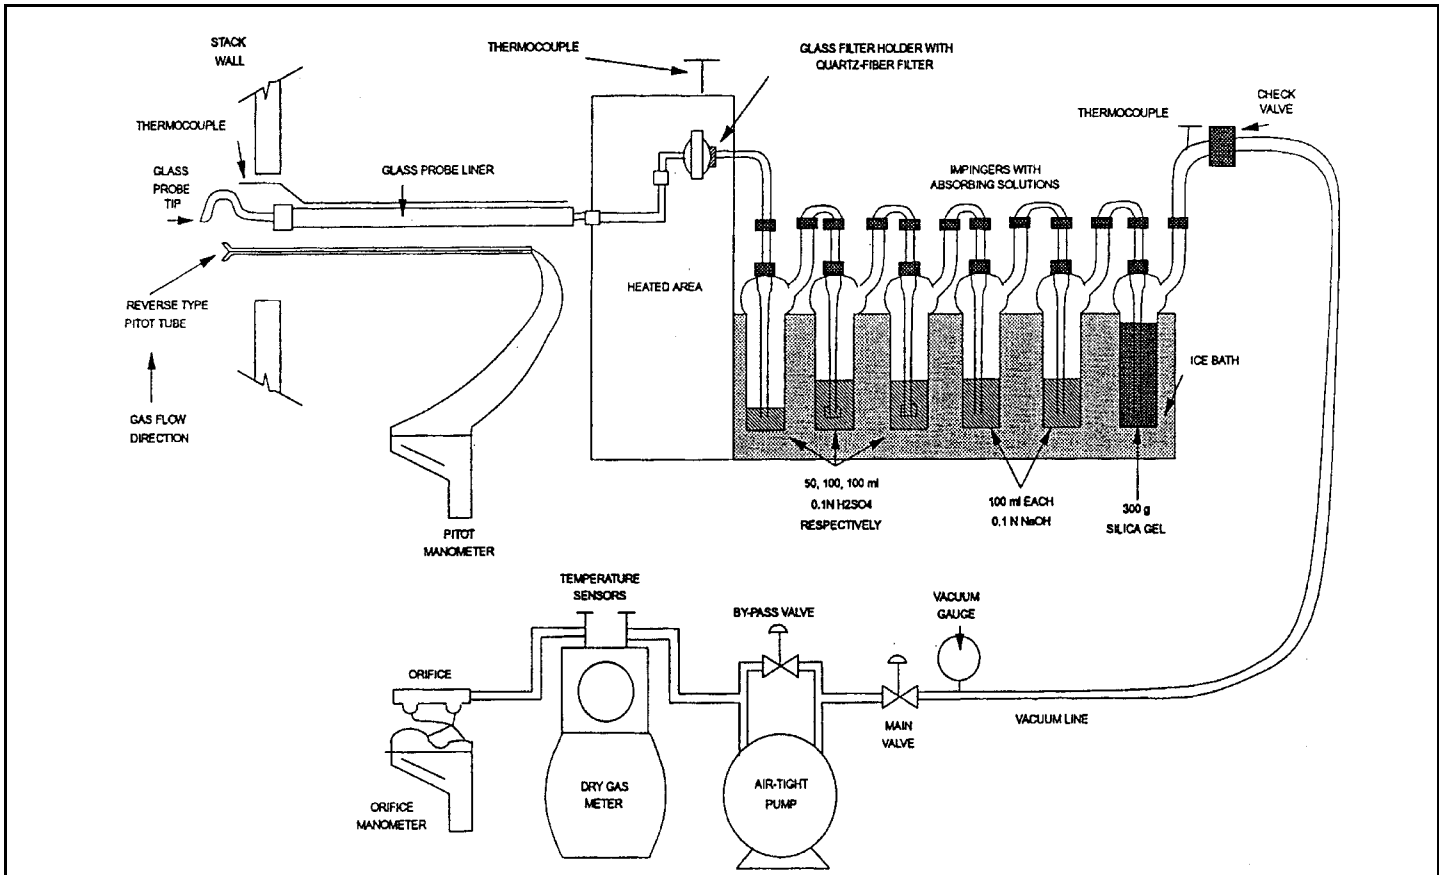 STACK
WALL
THERMOCOUPLE
GLASS FILTER HOLDER WITH
QUARTZ-FIBER FILTER
CHECK
VALVE
THERMOCOUPLE
THERMOCOUPLE
GLASS
PROBE
TIP
GLASS PROBE LINER
IMPINGERS WITH
ABSORBING SOLUTIONS
HEATED AREA
REVERSE TYPE
PITOT TUBE
ICE BATH
GAS FLOW
DIRECTION
50, 100, 100 ml
0.1N H2SO4
RESPECTIVELY
100 ml EACH
0.1 N NaOH
300 g
SILICA GEL
PITOT
MANOMETER
TEMPERATURE
SENSORS
BY-PASS VALVE
VACUUM
GAUGE
ORIFICE
MAIN
VALVE
VACUUM LINE
DRY GAS
METER
AIR-TIGHT
PUMP
ORIFICE
MANOMETER